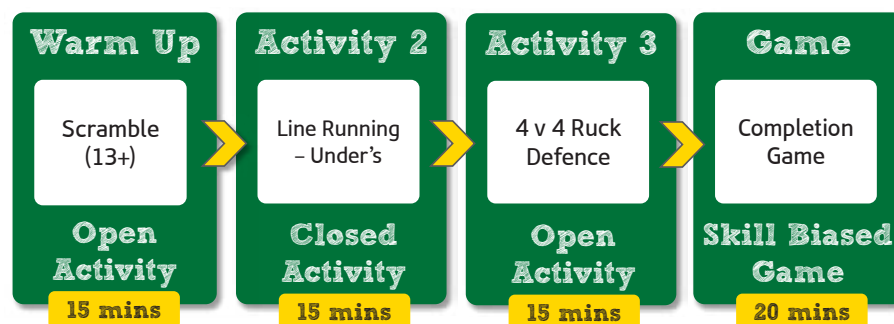 Warm Up
Scramble
(13+)
Open
Activity
15 mins
Activity 2
Line Running
– Under’s
Closed
Activity
15 mins
Activity 3
4 v 4 Ruck
Defence
Open
Activity
15 mins
Game
Completion
Game
Skill Biased
Game
20 mins